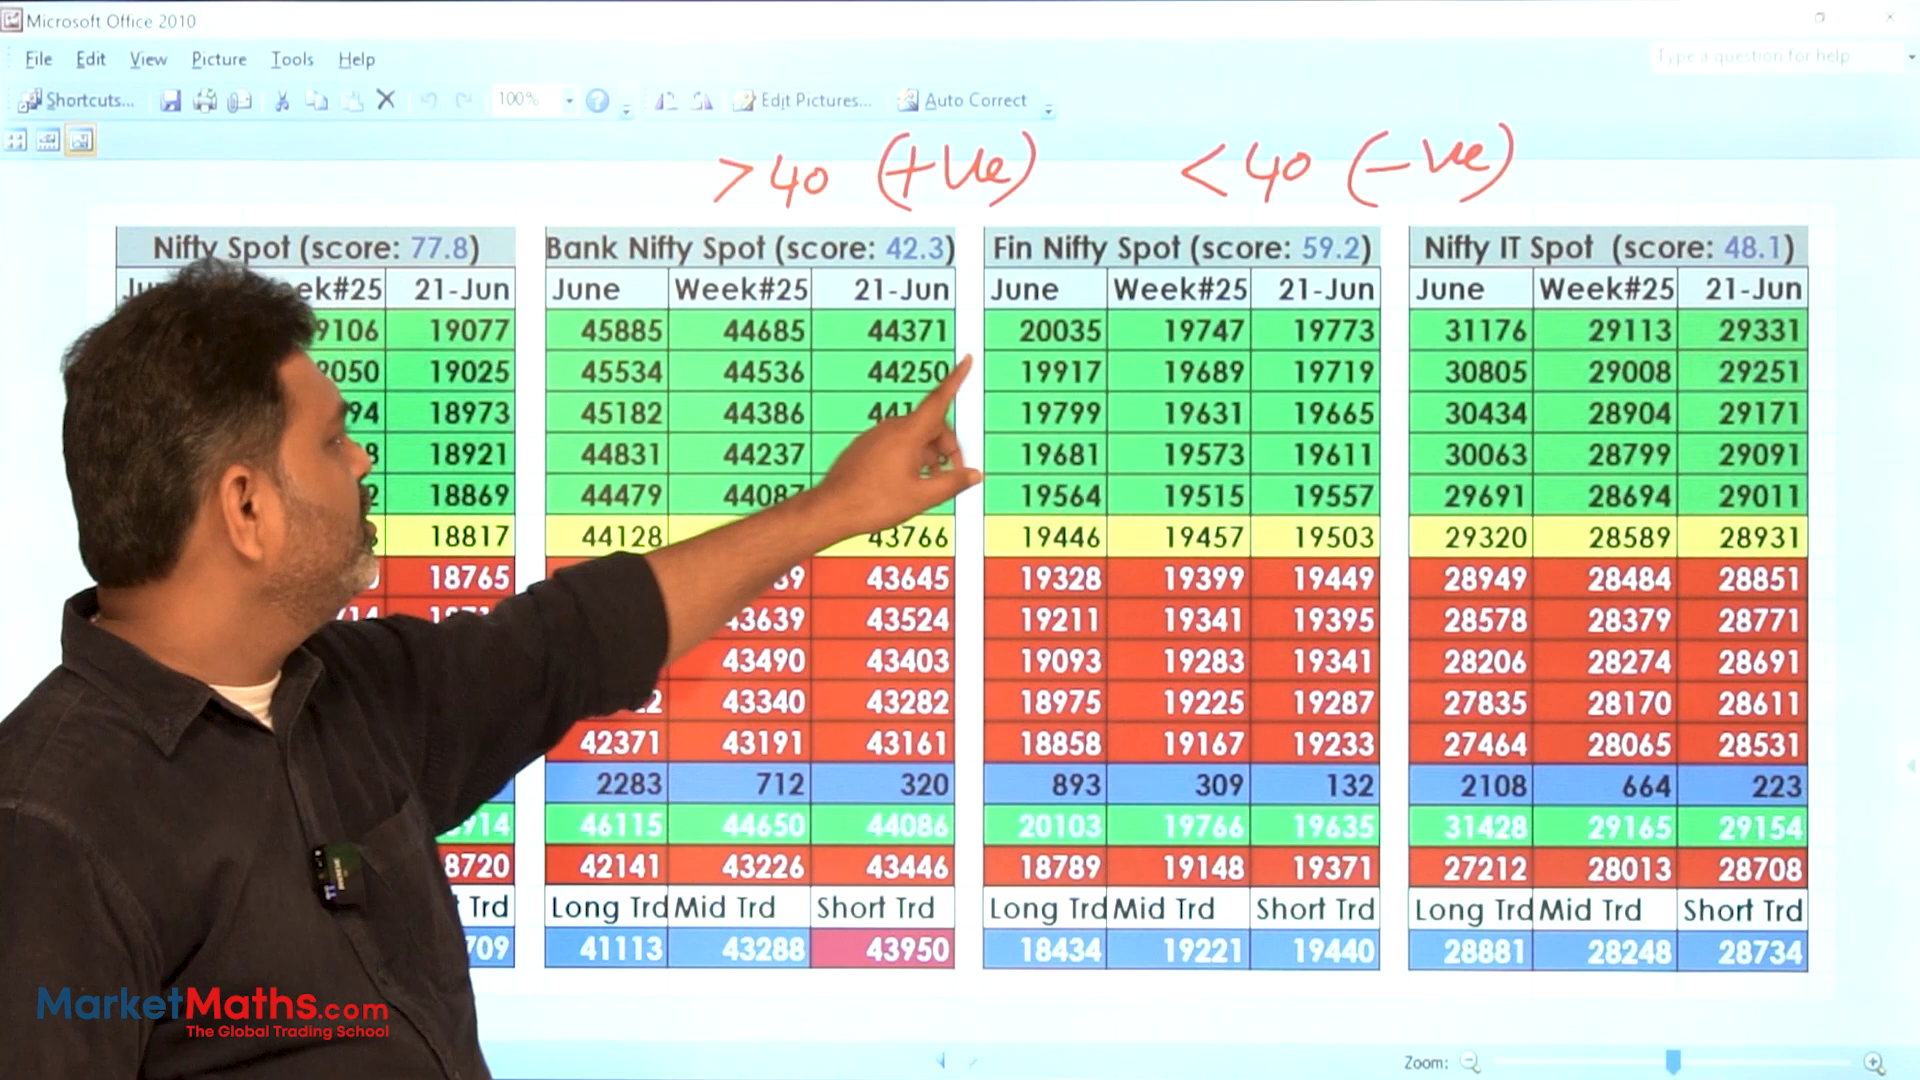 Microsoft Office 2010
File Edit View Picture Tools Help
Type a question for help
Shortcuts... 100% Edit Pictures... Auto Correct
>40 (+Ve) <40 (-Ve)
Nifty Spot (score: 77.8) Bank Nifty Spot (score: 42.3) Fin Nifty Spot (score: 59.2) Nifty IT Spot (score: 48.1)
21-Jun June Week#25 21-Jun June Week#25 21-Jun June Week#25 21-Jun
19077 45885 44685 44371 20035 19747 19773 31176 29113 29331
19025 45534 44536 44250 19917 19689 19719 30805 29008 29251
18973 45182 44386 19799 19631 19665 30434 28904 29171
18921 44831 44237 19681 19573 19611 30063 28799 29091
18869 44479 44087 19564 19515 19557 29691 28694 29011
18817 44128 43766 19446 19457 19503 29320 28589 28931
18765 43645 19328 19399 19449 28949 28484 28851
43639 43524 19211 19341 19395 28578 28379 28771
43490 43403 19093 19283 19341 28206 28274 28691
43340 43282 18975 19225 19287 27835 28170 28611
42371 43191 43161 18858 19167 19233 27464 28065 28531
2283 712 320 893 309 132 2108 664 223
46115 44650 44086 20103 19766 19635 31428 29165 29154
42141 43226 43446 18789 19148 19371 27212 28013 28708
Trd Long Trd Mid Trd Short Trd Long Trd Mid Trd Short Trd Long Trd Mid Trd Short Trd
41113 43288 43950 18434 19221 19440 28881 28248 28734
MarketMaths.com
The Global Trading School
Zoom: